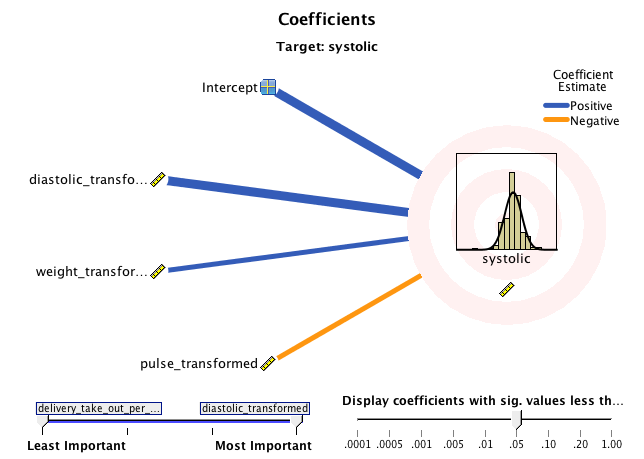 Coefficients
Target: systolic
Coefficient
Estimate
Positive
Negative
Intercept
diastolic_transfo...
weight_transfor...
pulse_transformed
systolic
delivery_take_out_per_...
diastolic_transformed
Least Important
Most Important
Display coefficients with sig. values less th...
.0001 .0005 .001 .005 .01 .05 .10 .20 1.00